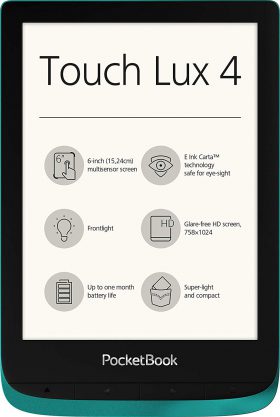 Touch Lux 4
6"
6-inch (15,24cm)
multisensor screen
E Ink Carta™
technology
safe for eye-sight
Frontlight
HD
Glare-free HD screen,
758x1024
Up to one month
battery life
Super-light
and compact
PocketBook